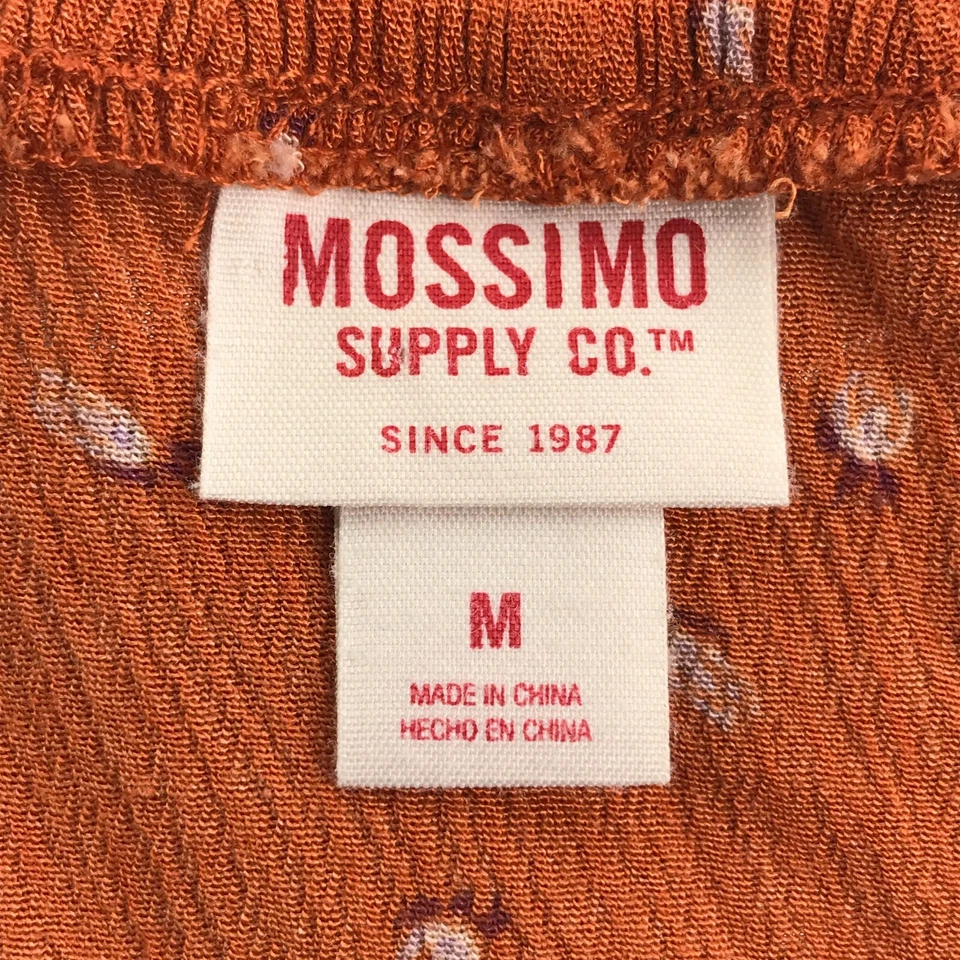 MOSSIMO
SUPPLY CO.™
SINCE 1987
M
MADE IN CHINA
HECHO EN CHINA